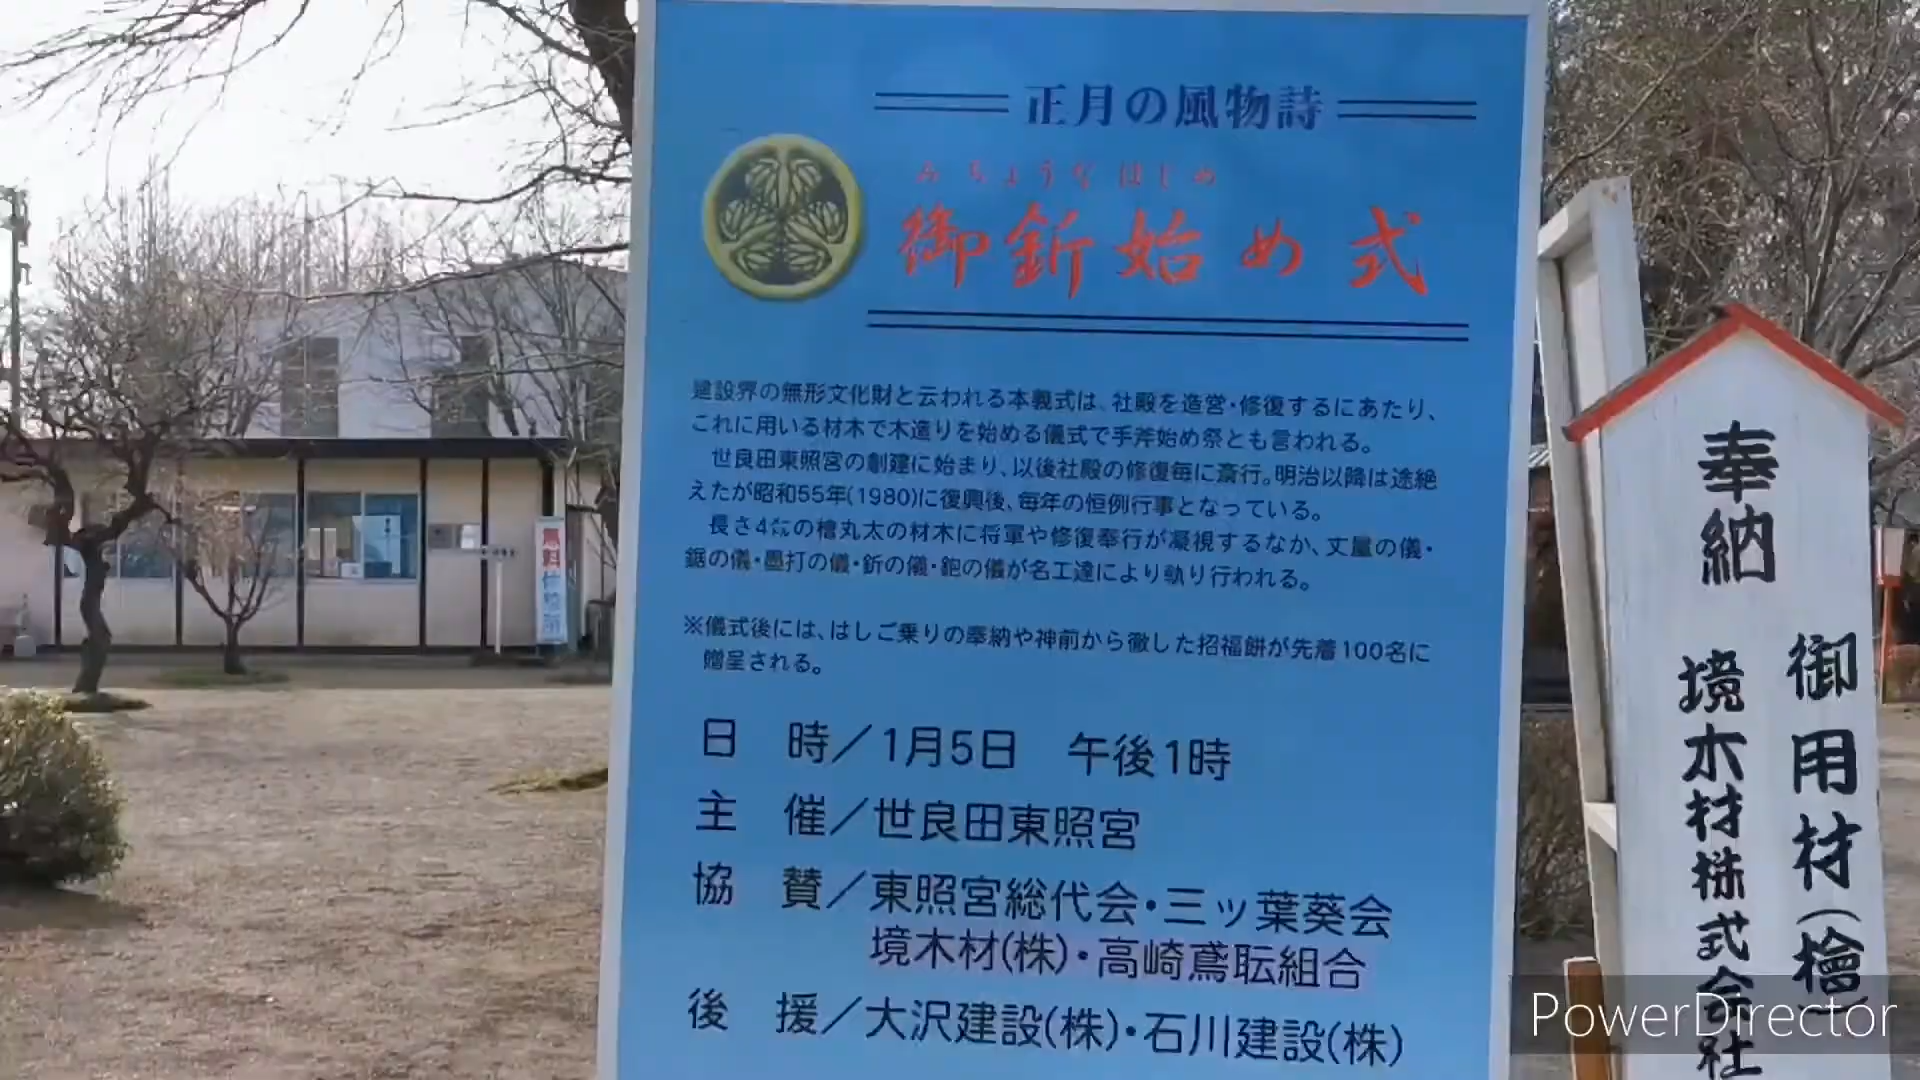 正月の風物詩
みちょうなはじめ
御釿始め式
建設界の無形文化財と云われる本義式は、社殿を造営・修復するにあたり、
これに用いる材木で木造りを始める儀式で手斧始め祭とも言われる。
世良田東照宮の創建に始まり、以後社殿の修復毎に斎行。明治以降は途絶
えたが昭和55年(1980)に復興後、毎年の恒例行事となっている。
長さ4㍍の檜丸太の材木に将軍や修復奉行が凝視するなか、丈量の儀・
鋸の儀・墨打の儀・釿の儀・鉋の儀が名工達により執り行われる。
※儀式後には、はしご乗りの奉納や神前から徹した招福餅が先着100名に
贈呈される。
日 時／1月5日 午後1時
主 催／世良田東照宮
協 賛／東照宮総代会・三ッ葉葵会
境木材(株)・高崎鳶耺組合
後 援／大沢建設(株)・石川建設(株)
奉納
御用材(檜)
境木材株式会社
無料休憩所
PowerDirector